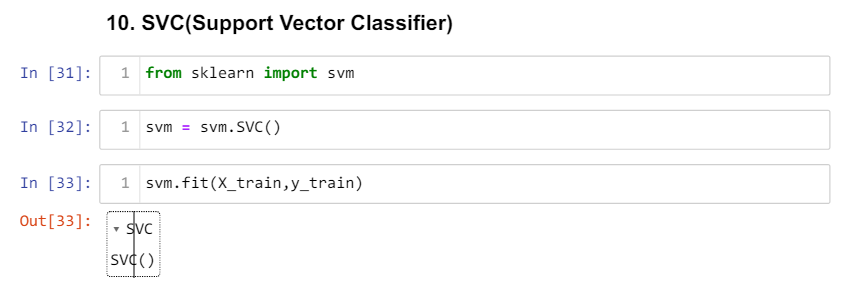 10. SVC(Support Vector Classifier)
In [31]: 1 from sklearn import svm
In [32]: 1 svm = svm.SVC()
In [33]: 1 svm.fit(X_train,y_train)
Out[33]: ▾ SVC
SVC()